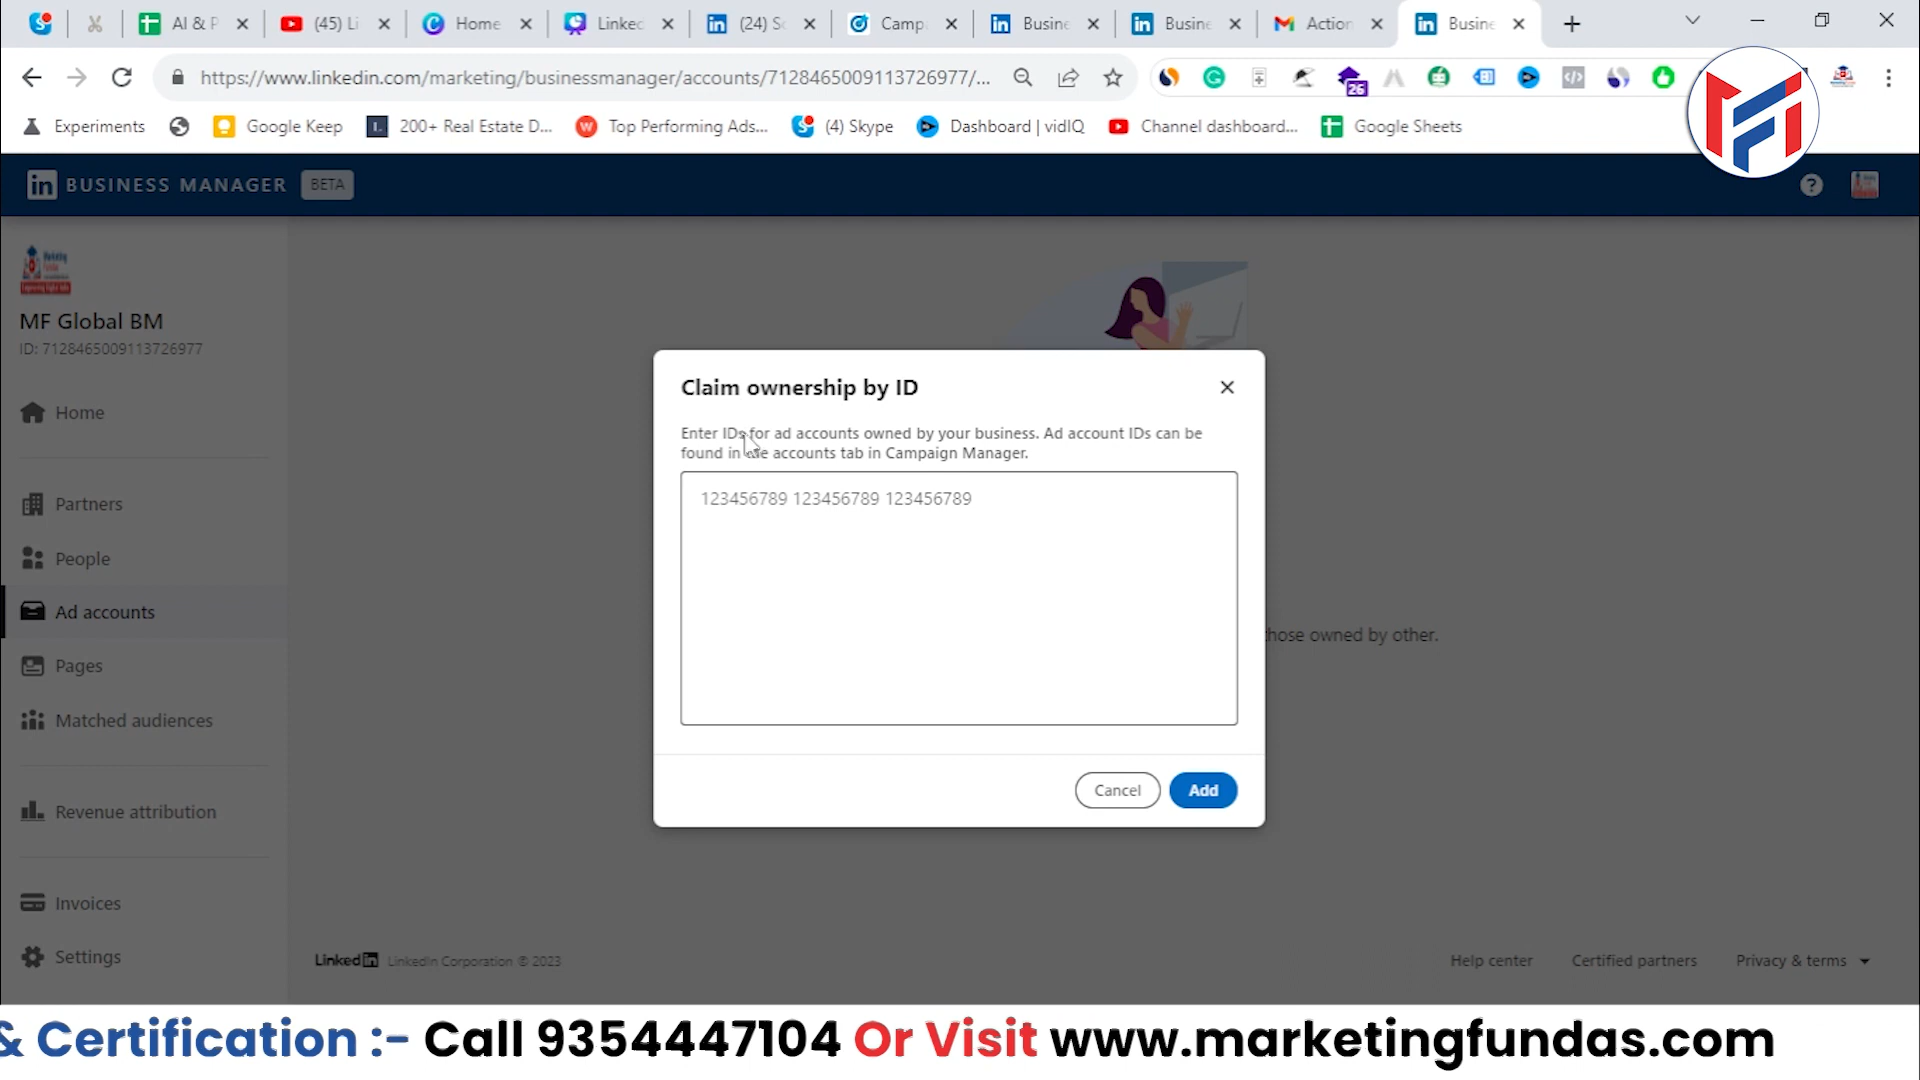 AI & P
(45) Li
Home
Linked
(24) S
Camp
Busine
Busine
Action
Busine
https://www.linkedin.com/marketing/businessmanager/accounts/7128465009113726977/...
26
Experiments
Google Keep
200+ Real Estate D...
Top Performing Ads...
(4) Skype
Dashboard | vidIQ
Channel dashboard...
Google Sheets
in BUSINESS MANAGER BETA
MF Global BM
ID: 7128465009113726977
Home
Partners
People
Ad accounts
Pages
Matched audiences
Revenue attribution
Invoices
Settings
Claim ownership by ID
Enter IDs for ad accounts owned by your business. Ad account IDs can be
found in the accounts tab in Campaign Manager.
123456789 123456789 123456789
Cancel
Add
those owned by other.
LinkedIn LinkedIn Corporation © 2023
Help center
Certified partners
Privacy & terms
& Certification :- Call 9354447104 Or Visit www.marketingfundas.com